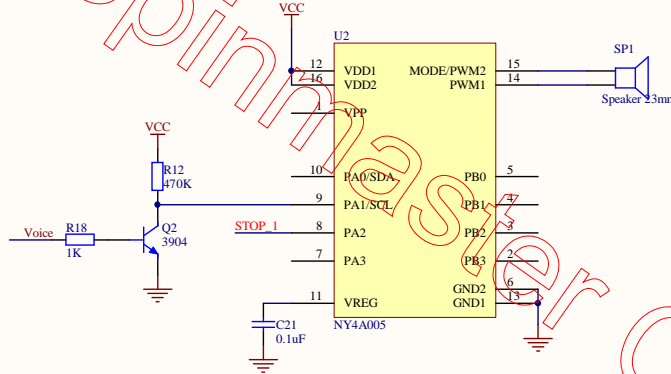 VCC
U2
SP1
12 VDD1 MODE/PWM2 15
16 VDD2 PWM1 14
Speaker 23mm
1 VPP
VCC
R12
470K
10 PA0/SDA PB0 5
9 PA1/SCL PB1 4
Voice R18 1K
Q2
3904
STOP_1 8 PA2 PB2 3
7 PA3 PB3 2
GND2 6
11 VREG GND1 13
C21
0.1uF
NY4A005
spinmaster